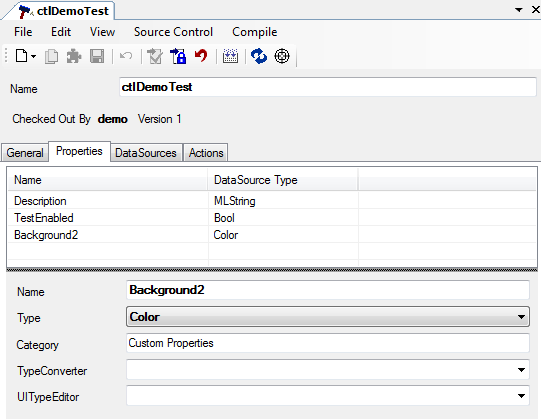 ctlDemoTest
File Edit View Source Control Compile
Name ctlDemoTest
Checked Out By demo Version 1
General Properties DataSources Actions
Name DataSource Type
Description MLString
TestEnabled Bool
Background2 Color
Name Background2
Type Color
Category Custom Properties
TypeConverter
UITypeEditor